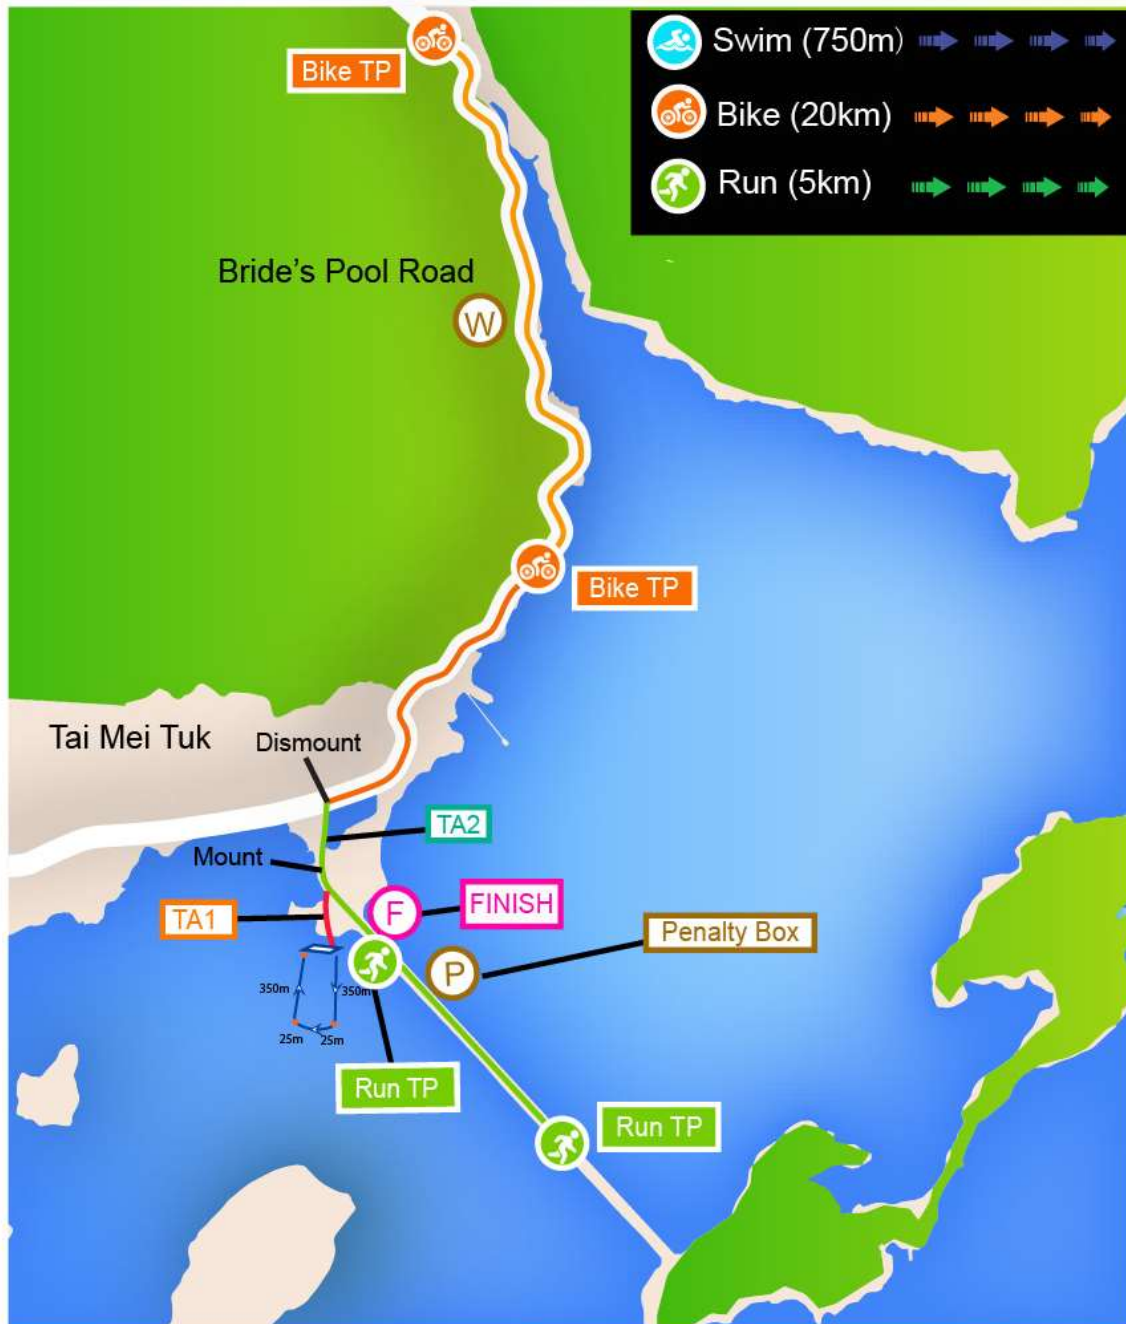 Swim (750m)
Bike (20km)
Run (5km)
Bike TP
Bride's Pool Road
W
Bike TP
Tai Mei Tuk
Dismount
TA2
Mount
TA1
F
FINISH
Penalty Box
P
350m
350m
25m
25m
Run TP
Run TP